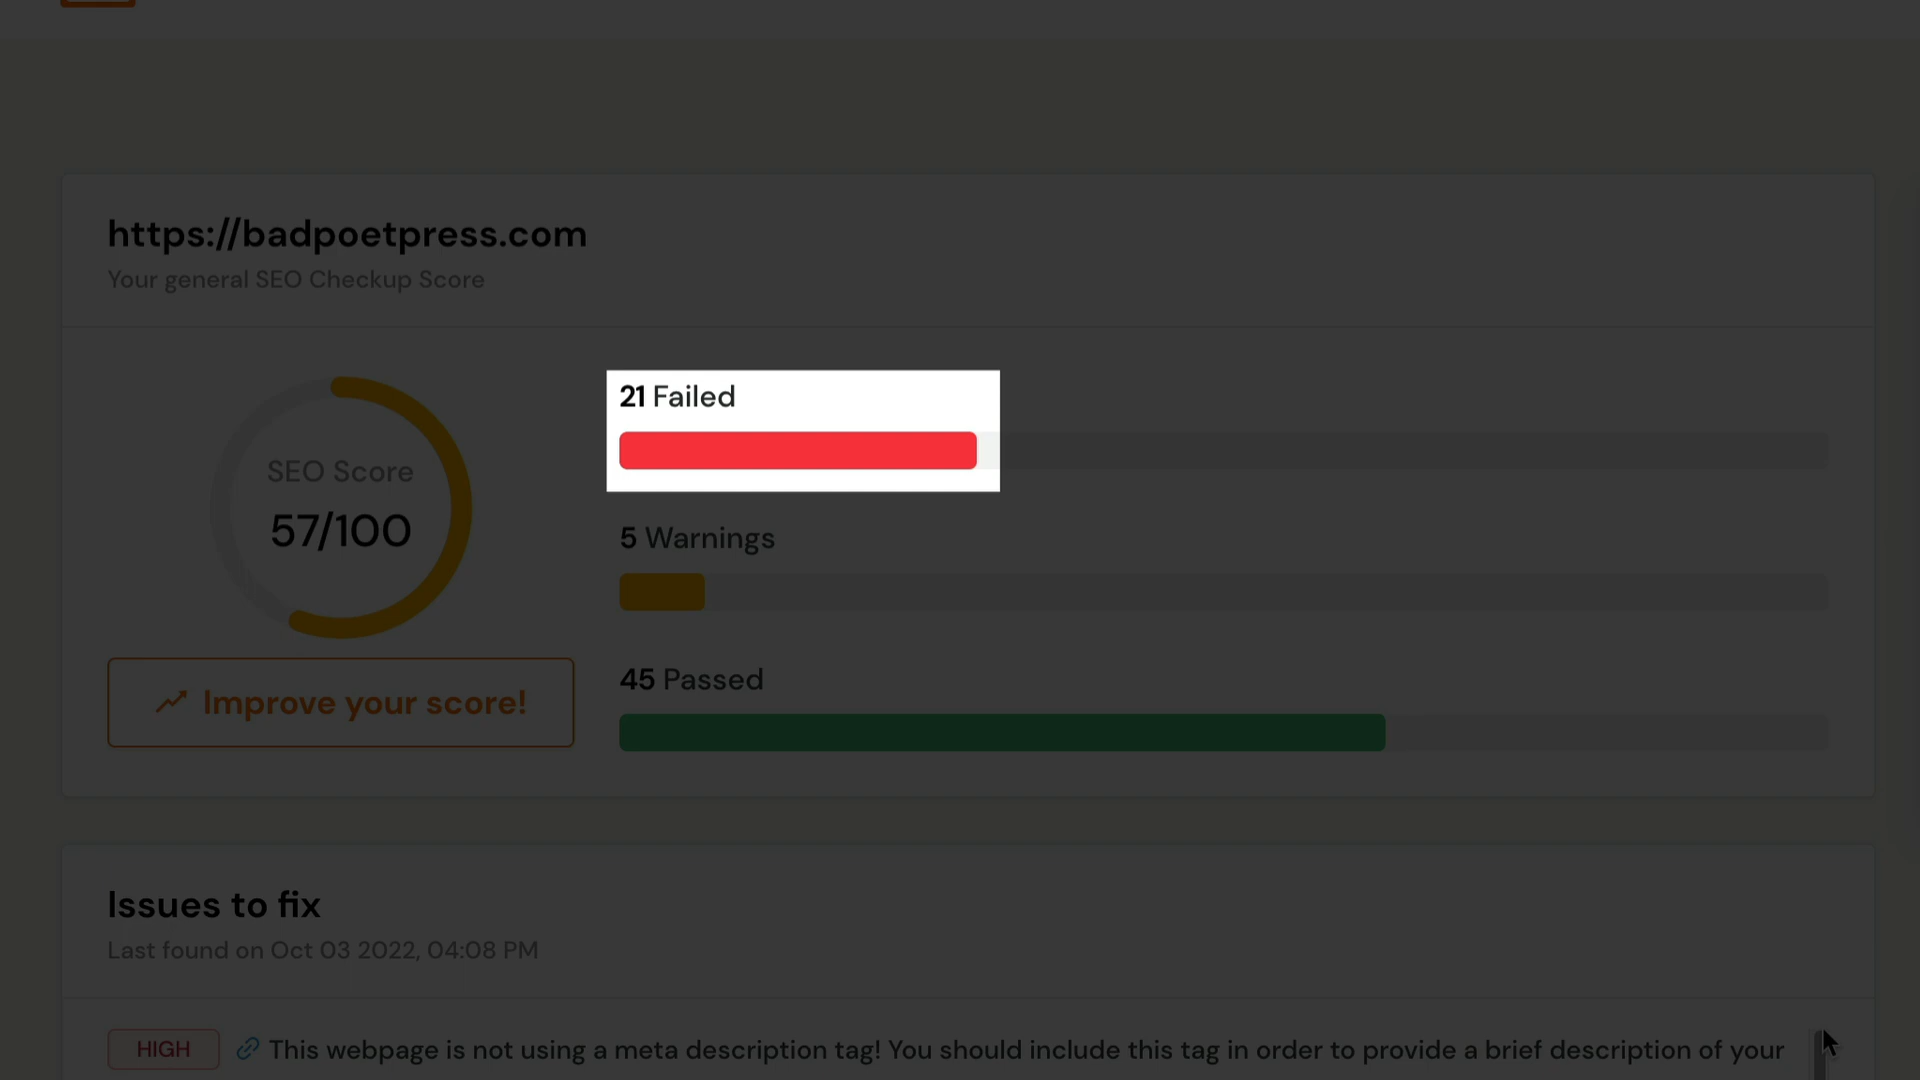 https://badpoetpress.com
Your general SEO Checkup Score
21 Failed
SEO Score
57/100
5 Warnings
45 Passed
Improve your score!
Issues to fix
Last found on Oct 03 2022, 04:08 PM
HIGH This webpage is not using a meta description tag! You should include this tag in order to provide a brief description of your